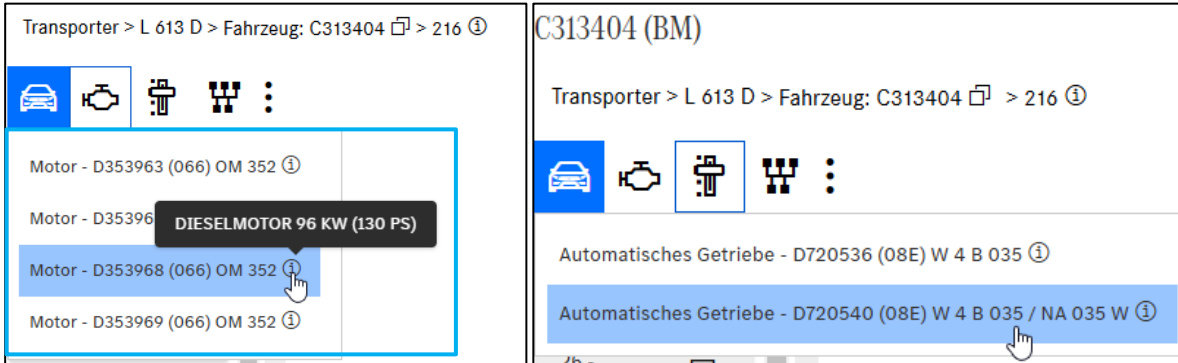 Transporter > L 613 D > Fahrzeug: C313404 > 216
Motor - D353963 (066) OM 352
Motor - D35396
DIESELMOTOR 96 KW (130 PS)
Motor - D353968 (066) OM 352
Motor - D353969 (066) OM 352
C313404 (BM)
Transporter > L 613 D > Fahrzeug: C313404 > 216
Automatisches Getriebe - D720536 (08E) W 4 B 035
Automatisches Getriebe - D720540 (08E) W 4 B 035 / NA 035 W